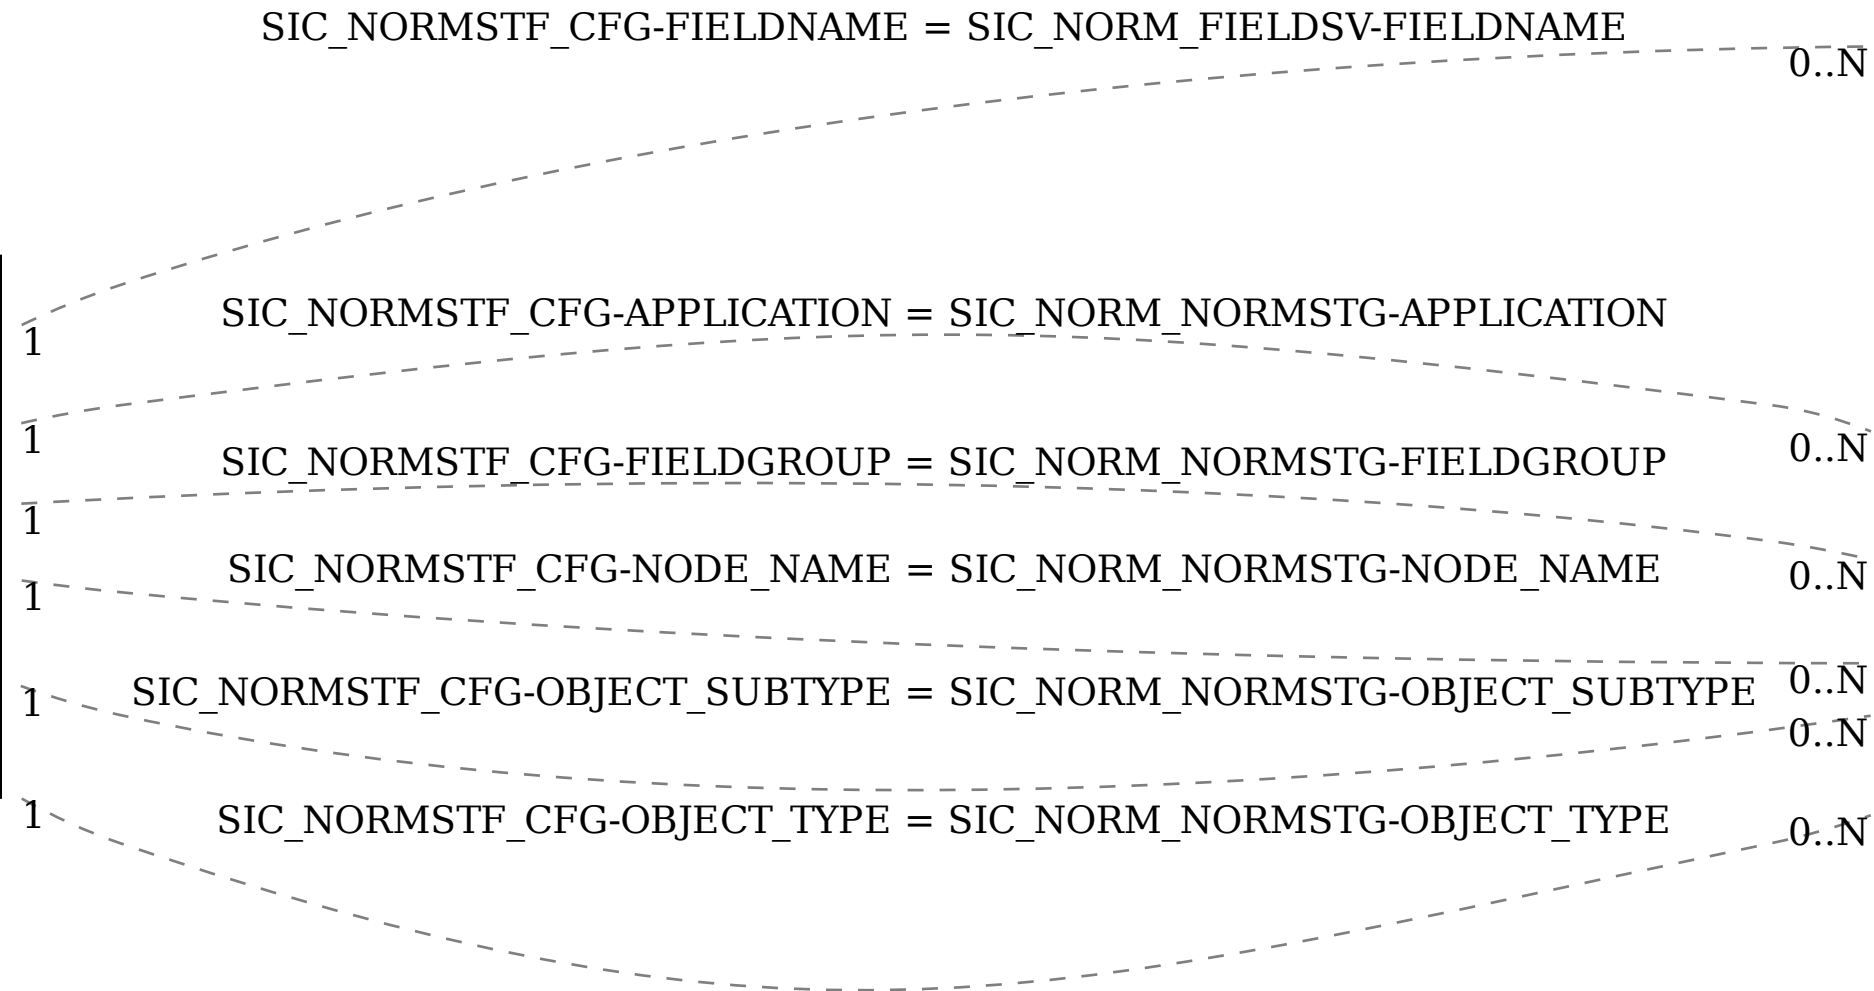 SIC_NORMSTF_CFG-FIELDNAME = SIC_NORM_FIELDSV-FIELDNAME
0..N
SIC_NORMSTF_CFG-APPLICATION = SIC_NORM_NORMSTG-APPLICATION
1
1
0..N
SIC_NORMSTF_CFG-FIELDGROUP = SIC_NORM_NORMSTG-FIELDGROUP
1
SIC_NORMSTF_CFG-NODE_NAME = SIC_NORM_NORMSTG-NODE_NAME
0..N
1
0..N
SIC_NORMSTF_CFG-OBJECT_SUBTYPE = SIC_NORM_NORMSTG-OBJECT_SUBTYPE
1
0..N
1
SIC_NORMSTF_CFG-OBJECT_TYPE = SIC_NORM_NORMSTG-OBJECT_TYPE
0..N